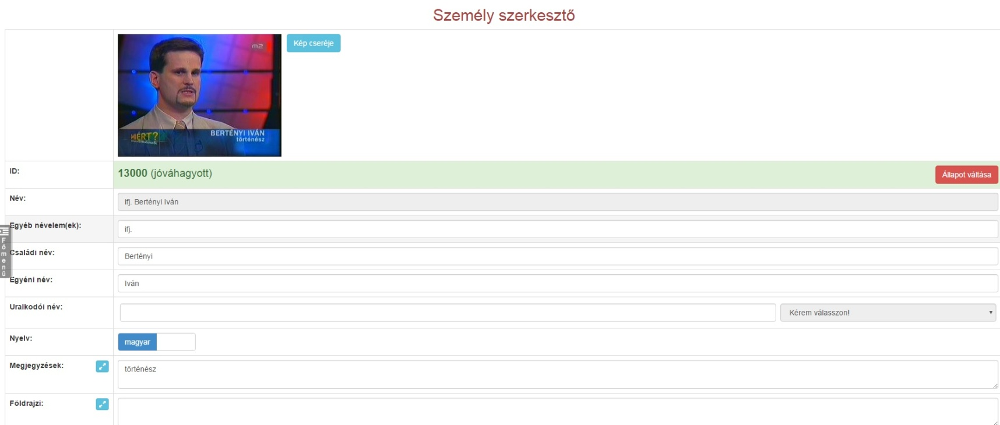 Személy szerkesztő
m2
Kép cseréje
MIÉRT?
BERTÉNYI IVÁN
történész
ID:
13000 (jóváhagyott)
Állapot váltása
Név:
ifj. Bertényi Iván
Egyéb névelem(ek):
ifj.
Főmenü
Családi név:
Bertényi
Egyéni név:
Iván
Uralkodói név:
Kérem válasszon!
Nyelv:
magyar
Megjegyzések:
történész
Földrajzi: